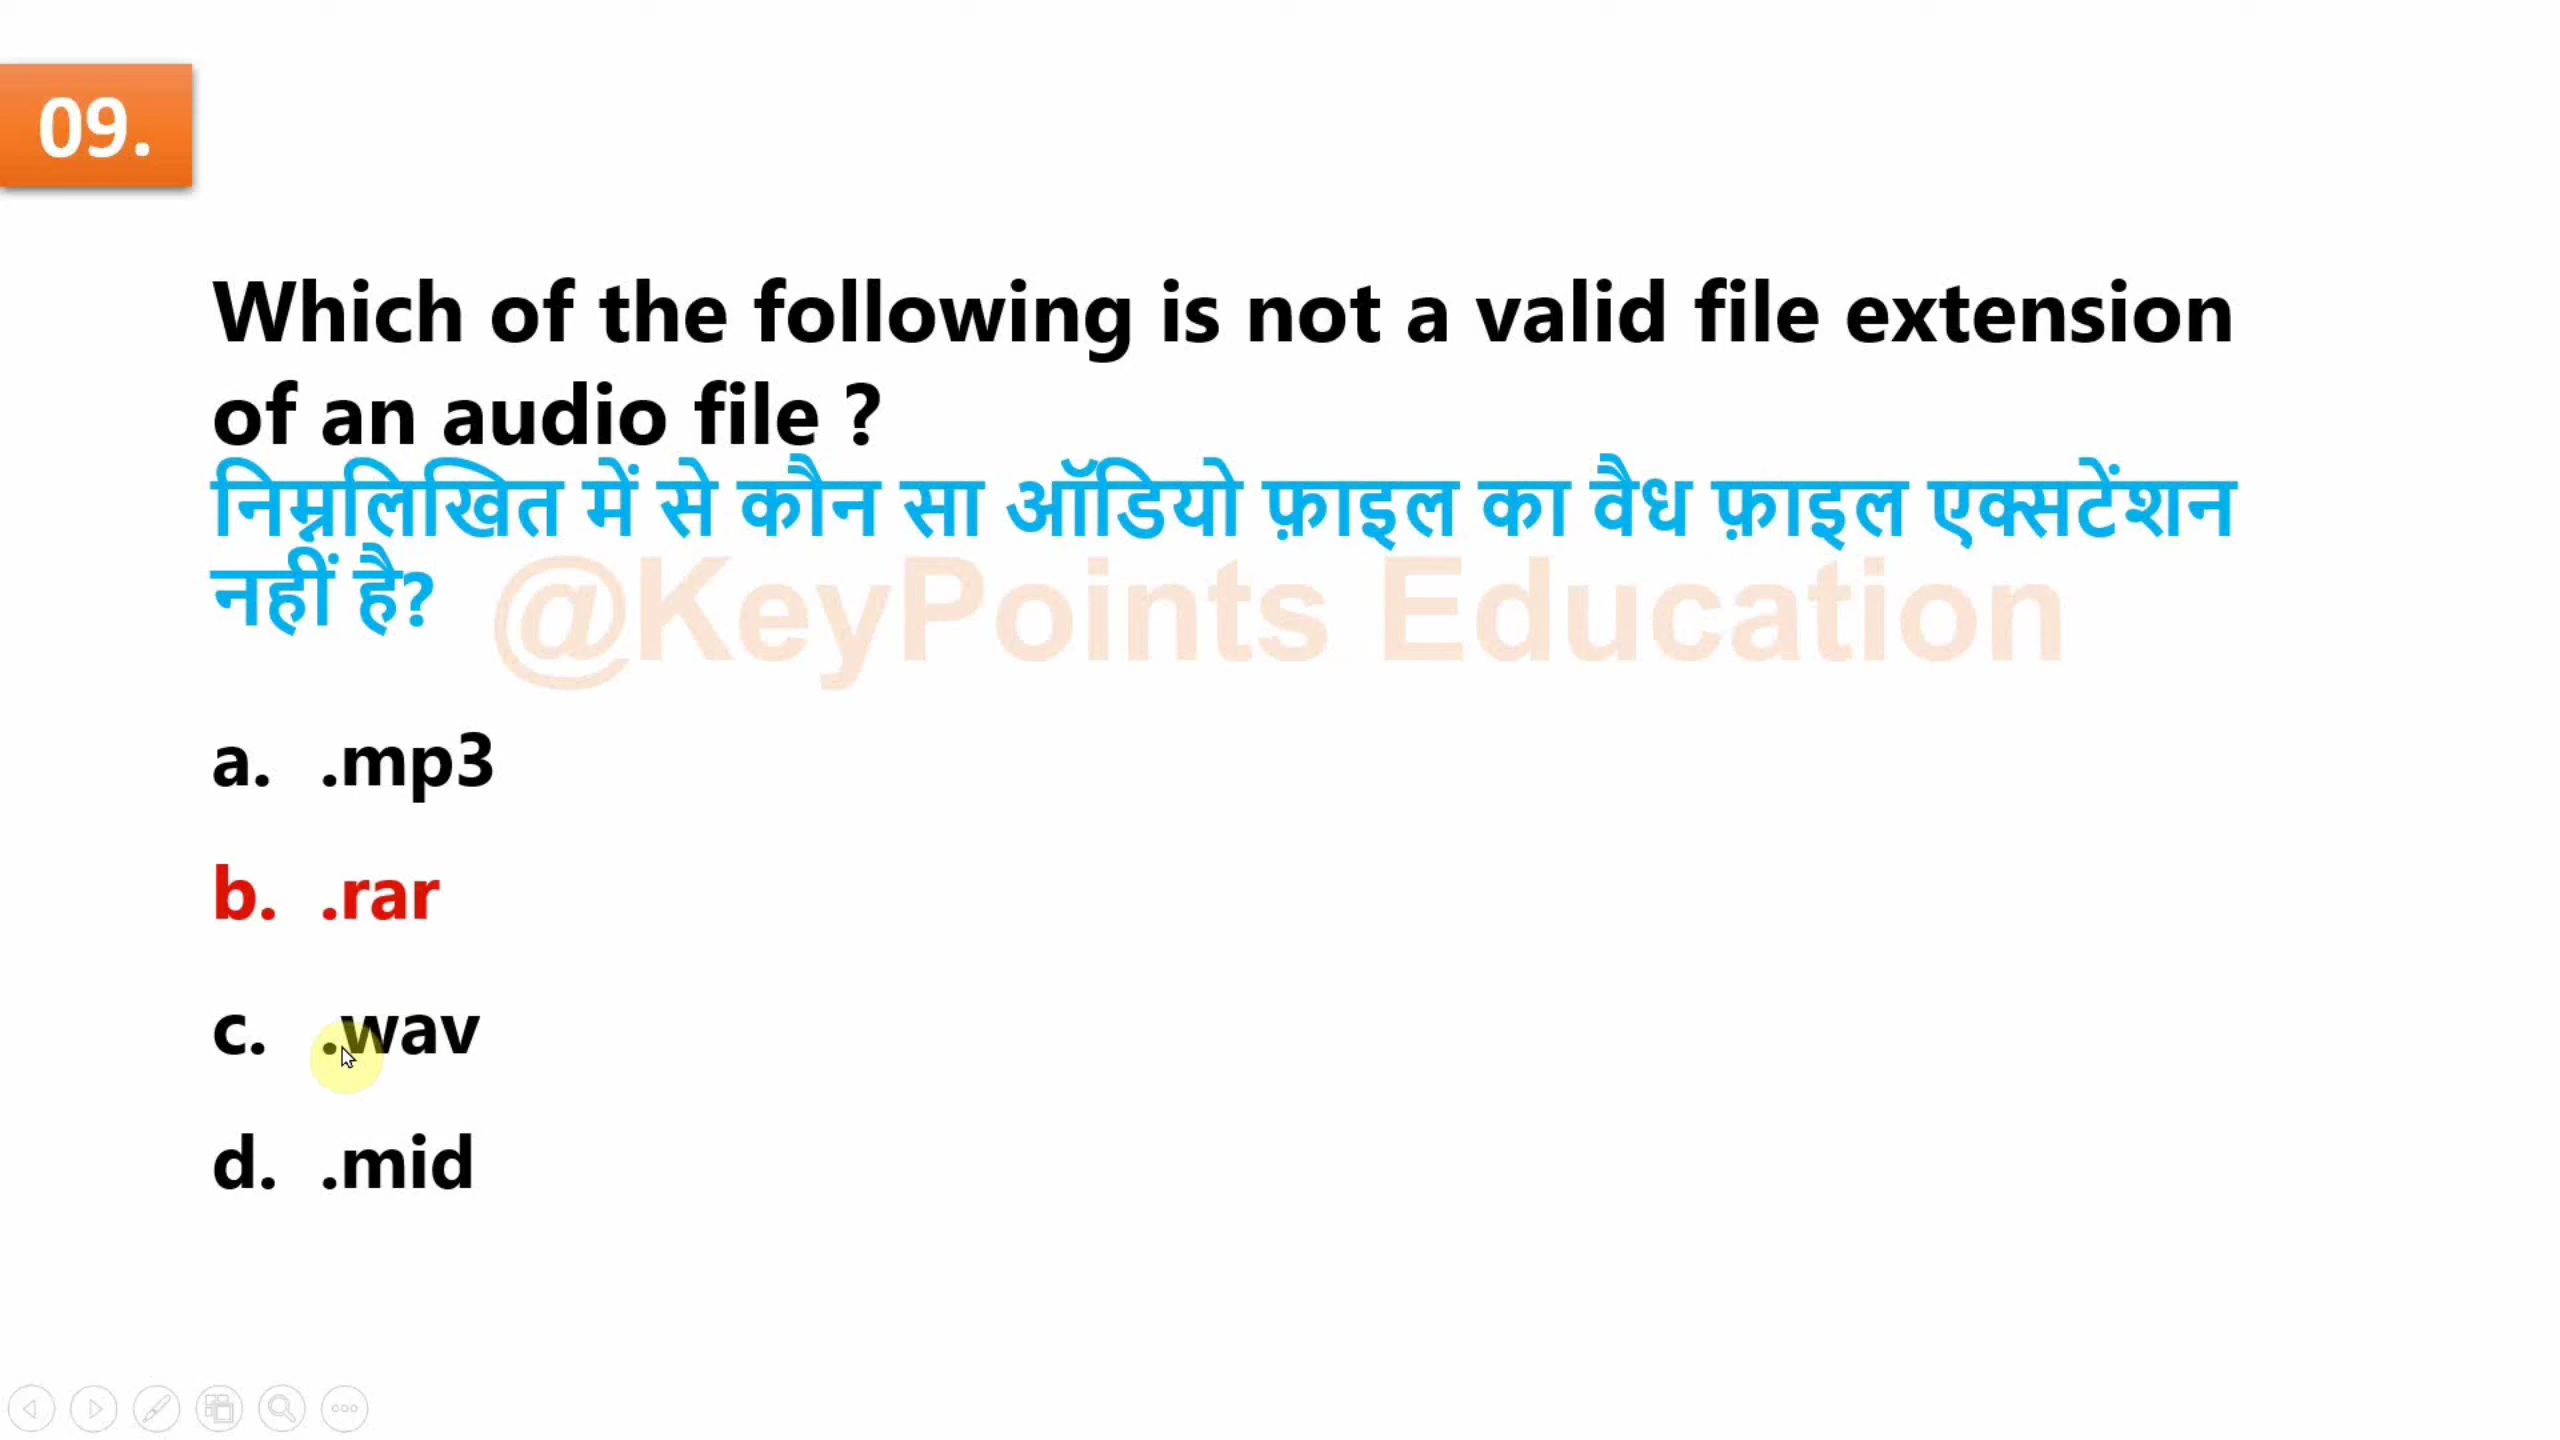 09.
Which of the following is not a valid file extension
of an audio file ?
निम्नलिखित में से कौन सा ऑडियो फ़ाइल का वैध फ़ाइल एक्सटेंशन
नहीं है?
@KeyPoints Education
a. .mp3
b. .rar
c. .wav
d. .mid